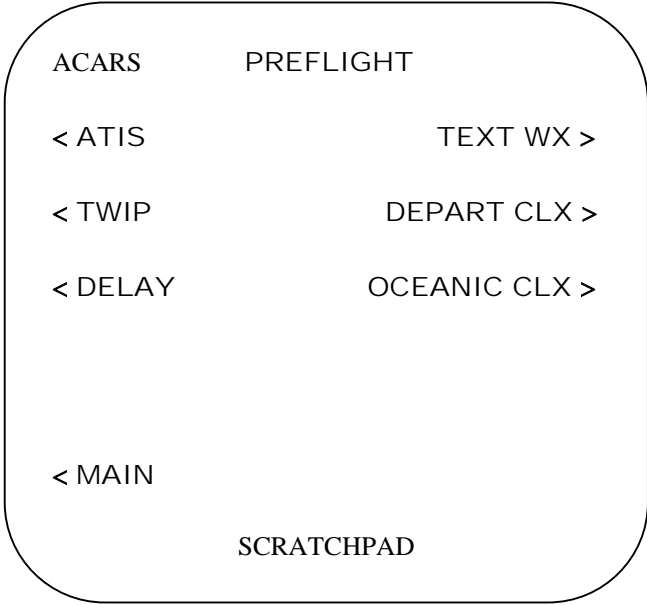 ACARS PREFLIGHT
< ATIS TEXT WX >
< TWIP DEPART CLX >
< DELAY OCEANIC CLX >
< MAIN
SCRATCHPAD